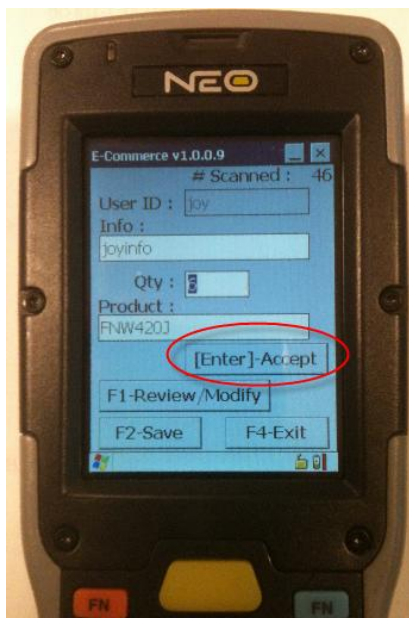 NEO
E-Commerce v1.0.0.9
# Scanned : 46
User ID : joy
Info :
joyinfo
Qty : 6
Product :
FNW420J
[Enter]-Accept
F1-Review/Modify
F2-Save F4-Exit
FN FN